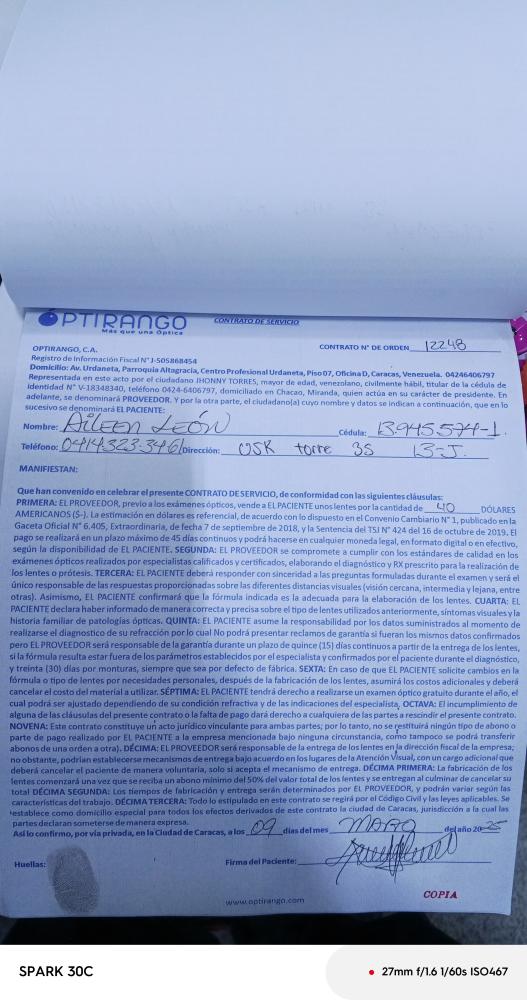 OPTIRANGO
Más que una Óptica
CONTRATO DE SERVICIO
OPTIRANGO, C.A.
CONTRATO N° DE ORDEN 12248
Registro de Información Fiscal N° J-505868454
Domicilio: Av. Urdaneta, Parroquia Altagracia, Centro Profesional Urdaneta, Piso 07, Oficina D, Caracas, Venezuela. 04246406797
Representada en este acto por el ciudadano JHONNY TORRES, mayor de edad, venezolano, civilmente hábil, titular de la cédula de
identidad N° V-18348340, teléfono 0424-6406797, domiciliado en Chacao, Miranda, quien actúa en su carácter de presidente. En
adelante, se denominará PROVEEDOR. Y por la otra parte, el ciudadano(a) cuyo nombre y datos se indican a continuación, que en lo
sucesivo se denominará EL PACIENTE:
Nombre: AiLEEN LEÓN Cédula: 13.945.574-1.
Teléfono: 0414323.3461 Dirección: OSK torre 35 13-J.
MANIFIESTAN:
Que han convenido en celebrar el presente CONTRATO DE SERVICIO, de conformidad con las siguientes cláusulas:
PRIMERA: EL PROVEEDOR, previo a los exámenes ópticos, vende a EL PACIENTE unos lentes por la cantidad de 40 DÓLARES
AMERICANOS ($-). La estimación en dólares es referencial, de acuerdo con lo dispuesto en el Convenio Cambiario N° 1, publicado en la
Gaceta Oficial N° 6.405, Extraordinaria, de fecha 7 de septiembre de 2018, y la Sentencia del TSJ N° 424 del 16 de octubre de 2019. El
pago se realizará en un plazo máximo de 45 días continuos y podrá hacerse en cualquier moneda legal, en formato digital o en efectivo,
según la disponibilidad de EL PACIENTE. SEGUNDA: EL PROVEEDOR se compromete a cumplir con los estándares de calidad en los
exámenes ópticos realizados por especialistas calificados y certificados, elaborando el diagnóstico y RX prescrito para la realización de
los lentes o prótesis. TERCERA: EL PACIENTE deberá responder con sinceridad a las preguntas formuladas durante el examen y será el
único responsable de las respuestas proporcionadas sobre las diferentes distancias visuales (visión cercana, intermedia y lejana, entre
otras). Asimismo, EL PACIENTE confirmará que la fórmula indicada es la adecuada para la elaboración de los lentes. CUARTA: EL
PACIENTE declara haber informado de manera correcta y precisa sobre el tipo de lentes utilizados anteriormente, síntomas visuales y la
historia familiar de patologías ópticas. QUINTA: EL PACIENTE asume la responsabilidad por los datos suministrados al momento de
realizarse el diagnostico de su refracción por lo cual No podrá presentar reclamos de garantía si fueran los mismos datos confirmados
pero EL PROVEEDOR será responsable de la garantía durante un plazo de quince (15) días continuos a partir de la entrega de los lentes,
si la fórmula resulta estar fuera de los parámetros establecidos por el especialista y confirmados por el paciente durante el diagnóstico,
y treinta (30) días por monturas, siempre que sea por defecto de fábrica. SEXTA: En caso de que EL PACIENTE solicite cambios en la
fórmula o tipo de lentes por necesidades personales, después de la fabricación de los lentes, asumirá los costos adicionales y deberá
cancelar el costo del material a utilizar. SÉPTIMA: EL PACIENTE tendrá derecho a realizarse un examen óptico gratuito durante el año, el
cual podrá ser ajustado dependiendo de su condición refractiva y de las indicaciones del especialista. OCTAVA: El incumplimiento de
alguna de las cláusulas del presente contrato o la falta de pago dará derecho a cualquiera de las partes a rescindir el presente contrato.
NOVENA: Este contrato constituye un acto jurídico vinculante para ambas partes; por lo tanto, no se restituirá ningún tipo de abono o
parte de pago realizado por EL PACIENTE a la empresa mencionada bajo ninguna circunstancia, como tampoco se podrá transferir
abonos de una orden a otra). DÉCIMA: EL PROVEEDOR será responsable de la entrega de los lentes en la dirección fiscal de la empresa;
no obstante, podrían establecerse mecanismos de entrega bajo acuerdo en los lugares de la Atención Visual, con un cargo adicional que
deberá cancelar el paciente de manera voluntaria, solo si acepta el mecanismo de entrega. DÉCIMA PRIMERA: La fabricación de los
lentes comenzará una vez se reciba un abono mínimo del 50% del valor total de los lentes y se entregan al culminar de cancelar su
total DÉCIMA SEGUNDA: Los tiempos de fabricación y entrega serán determinados por EL PROVEEDOR, y podrán variar según las
características del trabajo. DÉCIMA TERCERA: Todo lo estipulado en este contrato se regirá por el Código Civil y las leyes aplicables. Se
establece como domicilio especial para todos los efectos derivados de este contrato la ciudad de Caracas, jurisdicción a la cual las
partes declaran someterse de manera expresa.
Así lo confirmo, por vía privada, en la Ciudad de Caracas, a los 09 días del mes MAYO del año 2025
Huellas:
Firma del Paciente:
www.optirango.com
COPIA
SPARK 30C
27mm f/1.6 1/60s ISO467